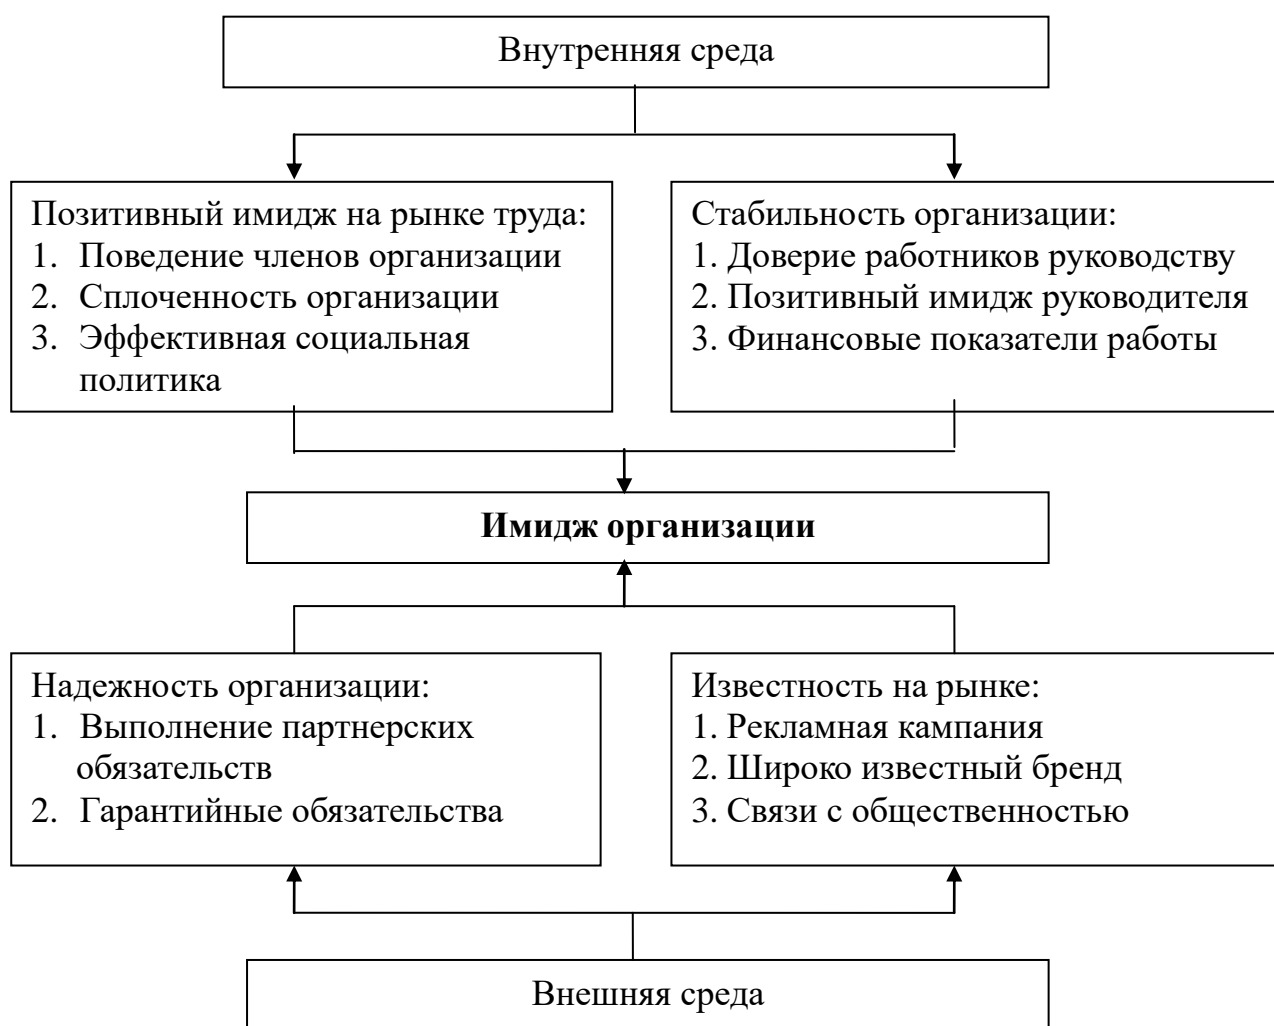 Внутренняя среда
Позитивный имидж на рынке труда:
1. Поведение членов организации
2. Сплоченность организации
3. Эффективная социальная
политика
Стабильность организации:
1. Доверие работников руководству
2. Позитивный имидж руководителя
3. Финансовые показатели работы
Имидж организации
Надежность организации:
1. Выполнение партнерских
обязательств
2. Гарантийные обязательства
Известность на рынке:
1. Рекламная кампания
2. Широко известный бренд
3. Связи с общественностью
Внешняя среда